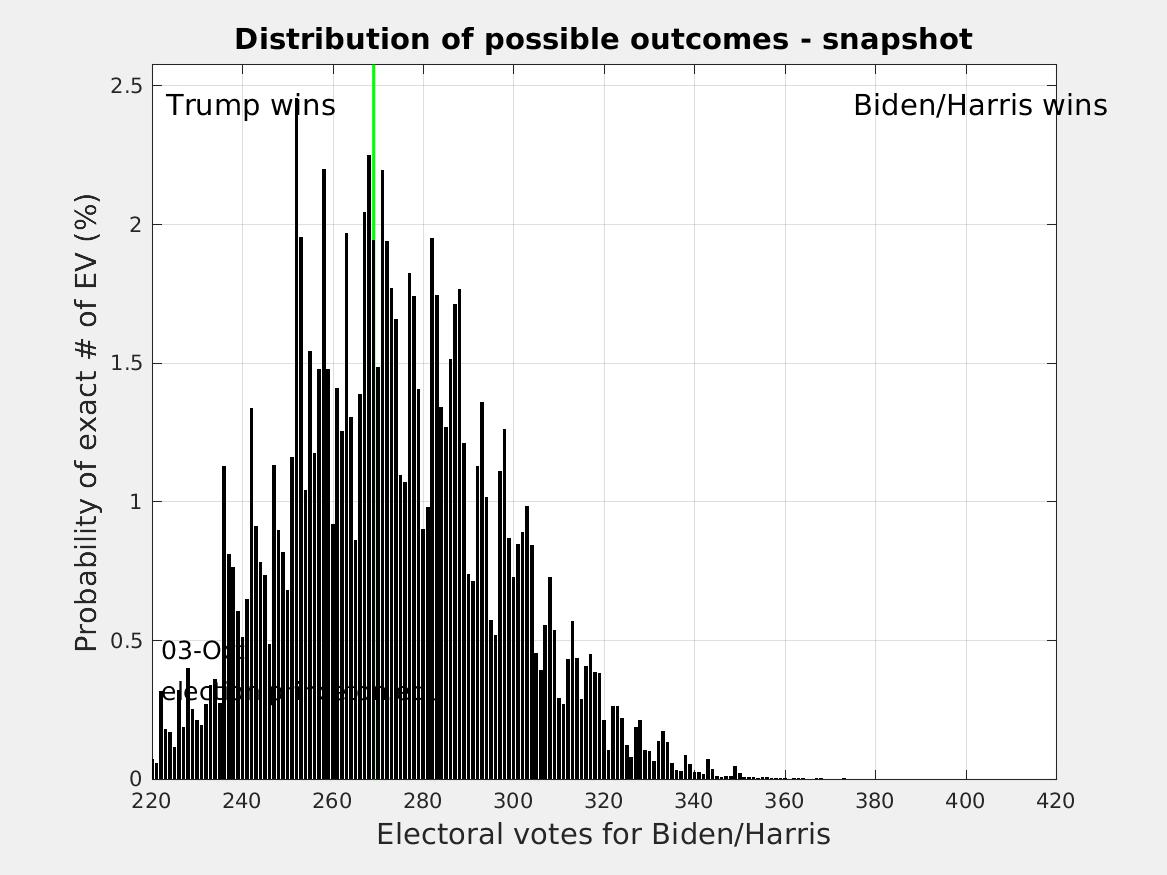 Distribution of possible outcomes - snapshot
Trump wins
Biden/Harris wins
Probability of exact # of EV (%)
2.5
2
1.5
1
0.5
0
03-Oct
220 240 260 280 300 320 340 360 380 400 420
Electoral votes for Biden/Harris